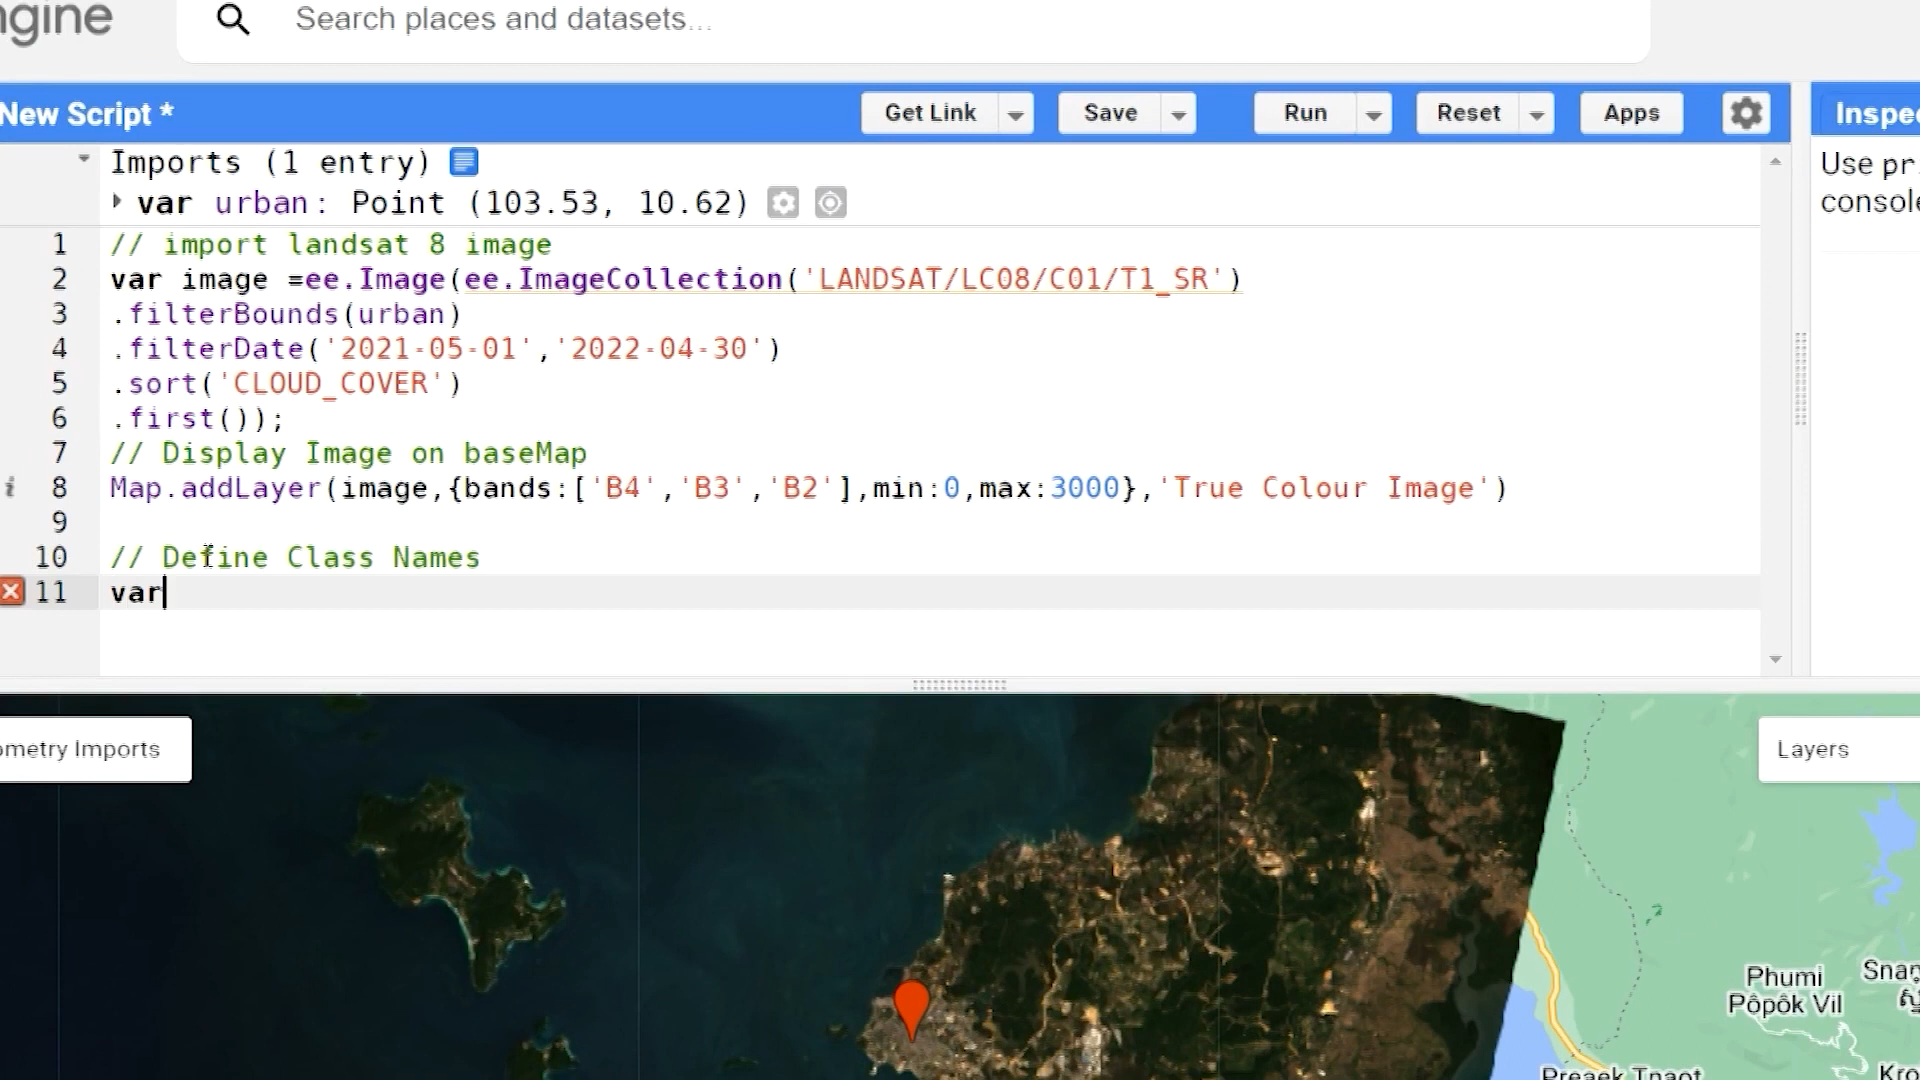 ngine
Search places and datasets...
New Script *
Get Link
Save
Run
Reset
Apps
Inspec
Imports (1 entry)
var urban: Point (103.53, 10.62)
Use pr
console
1 // import landsat 8 image
2 var image =ee.Image(ee.ImageCollection('LANDSAT/LC08/C01/T1_SR')
3 .filterBounds(urban)
4 .filterDate('2021-05-01','2022-04-30')
5 .sort('CLOUD_COVER')
6 .first());
7 // Display Image on baseMap
i 8 Map.addLayer(image,{bands:['B4','B3','B2'],min:0,max:3000},'True Colour Image')
9
10 // Define Class Names
11 var
ometry Imports
Layers
Phumi
Pôpôk Vil
Snam
Preaek Tnaot
Kro